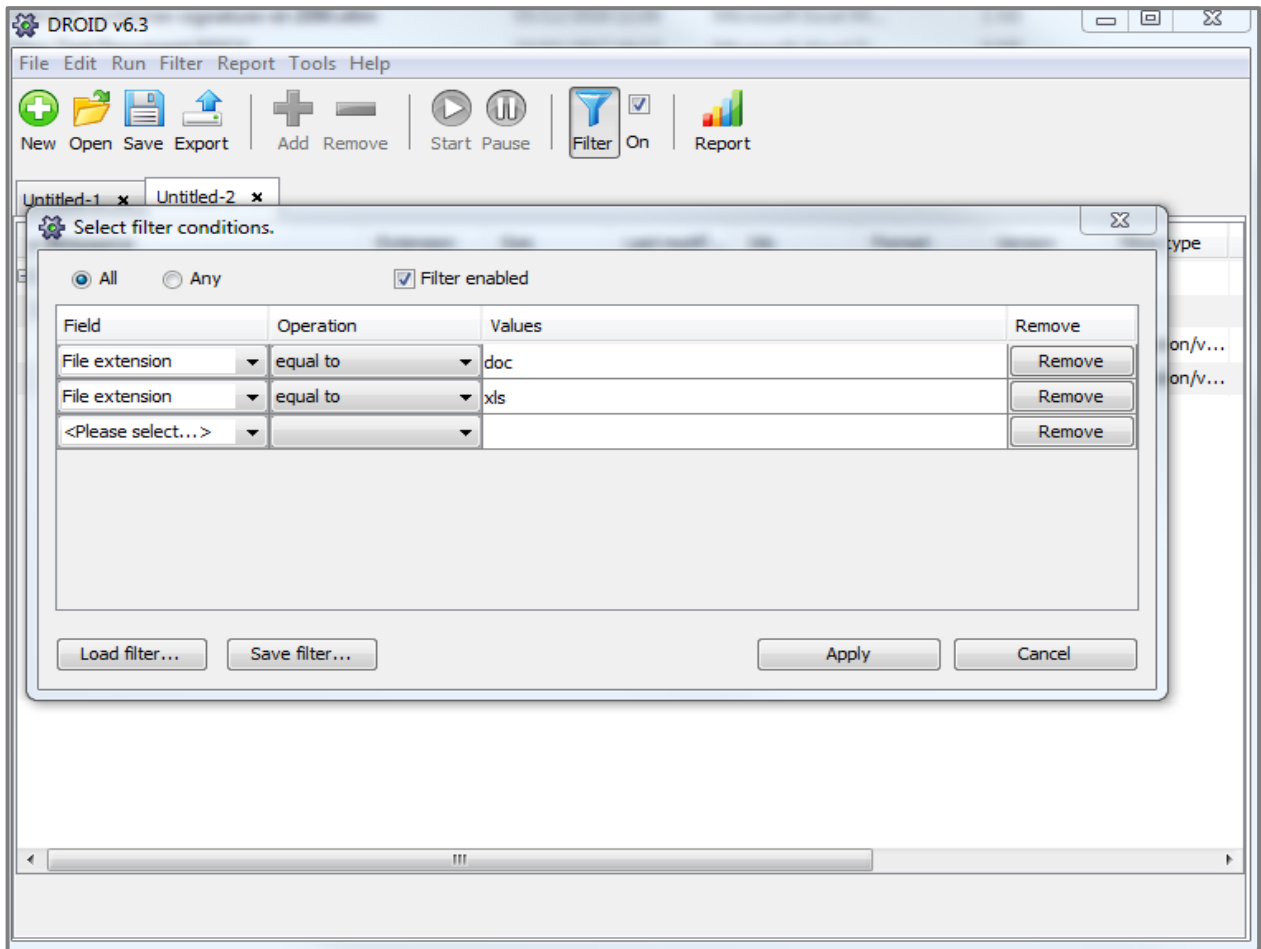 DROID v6.3
File Edit Run Filter Report Tools Help
New Open Save Export Add Remove Start Pause Filter On Report
Untitled-1 Untitled-2
Select filter conditions.
ype
All Any Filter enabled
Field Operation Values Remove
File extension equal to doc Remove
on/v...
File extension equal to xls Remove
on/v...
<Please select...> Remove
Load filter... Save filter... Apply Cancel